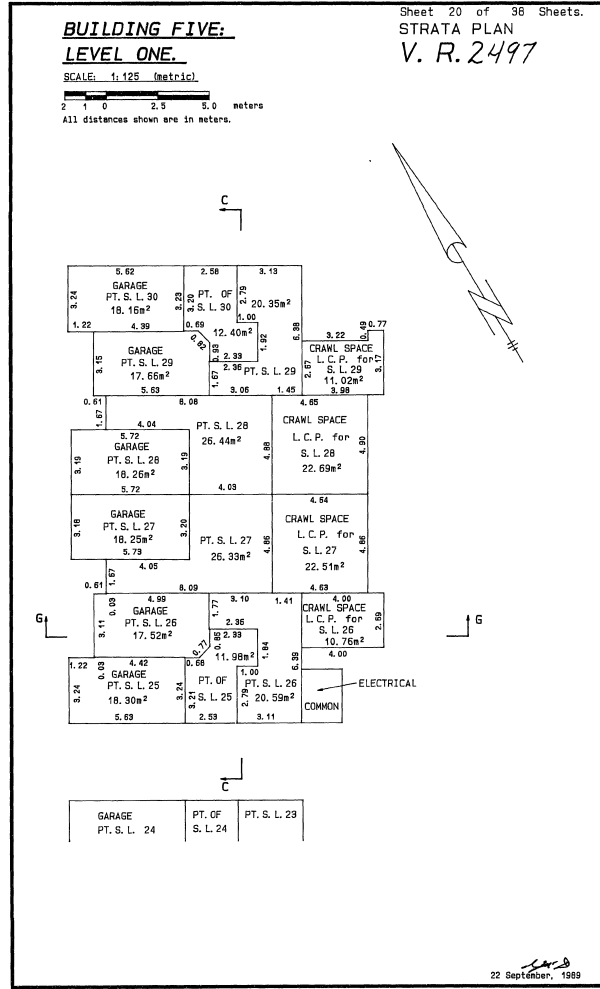 Sheet 20 of 38 Sheets.
STRATA PLAN
V. R. 2497
BUILDING FIVE:
LEVEL ONE.
SCALE: 1:125 (metric)
2 1 0 2.5 5.0 meters
All distances shown are in meters.
C
5.62 2.58 3.13
GARAGE
PT. S. L. 30
18.16m²
3.24
3.23
3.20
PT. OF
S. L. 30
12.40m²
2.79
20.35m²
1.00
6.38
1.22 4.39 0.69
0.82
0.93
1.92
3.22 0.49 0.77
GARAGE
PT. S. L. 29
17.66m²
3.15
2.33
2.36
1.67
PT. S. L. 29
CRAWL SPACE
L. C. P. for
S. L. 29
11.02m²
2.67
3.17
5.63 3.06 1.45 3.98
0.61 8.08 4.65
1.67
4.04
PT. S. L. 28
26.44m²
4.88
CRAWL SPACE
L. C. P. for
S. L. 28
22.69m²
4.90
5.72
GARAGE
PT. S. L. 28
18.26m²
3.19
3.19
5.72 4.03 4.64
GARAGE
PT. S. L. 27
18.25m²
3.18
3.20
5.73
PT. S. L. 27
26.33m²
4.86
CRAWL SPACE
L. C. P. for
S. L. 27
22.51m²
4.86
4.05
1.67
0.61 8.09 4.63
4.99 3.10 1.41 4.00
0.03
GARAGE
PT. S. L. 26
17.52m²
3.11
1.77
2.36
2.33
0.86
0.77
1.84
CRAWL SPACE
L. C. P. for
S. L. 26
10.76m²
2.69
4.00
G G
1.22 0.03 4.42 0.68
11.98m²
1.00
6.39
GARAGE
PT. S. L. 25
18.30m²
3.24
3.24
3.21
PT. OF
S. L. 25
2.79
PT. S. L. 26
20.59m²
ELECTRICAL
COMMON
5.63 2.53 3.11
C
GARAGE
PT. S. L. 24
PT. OF
S. L. 24
PT. S. L. 23
22 September, 1989